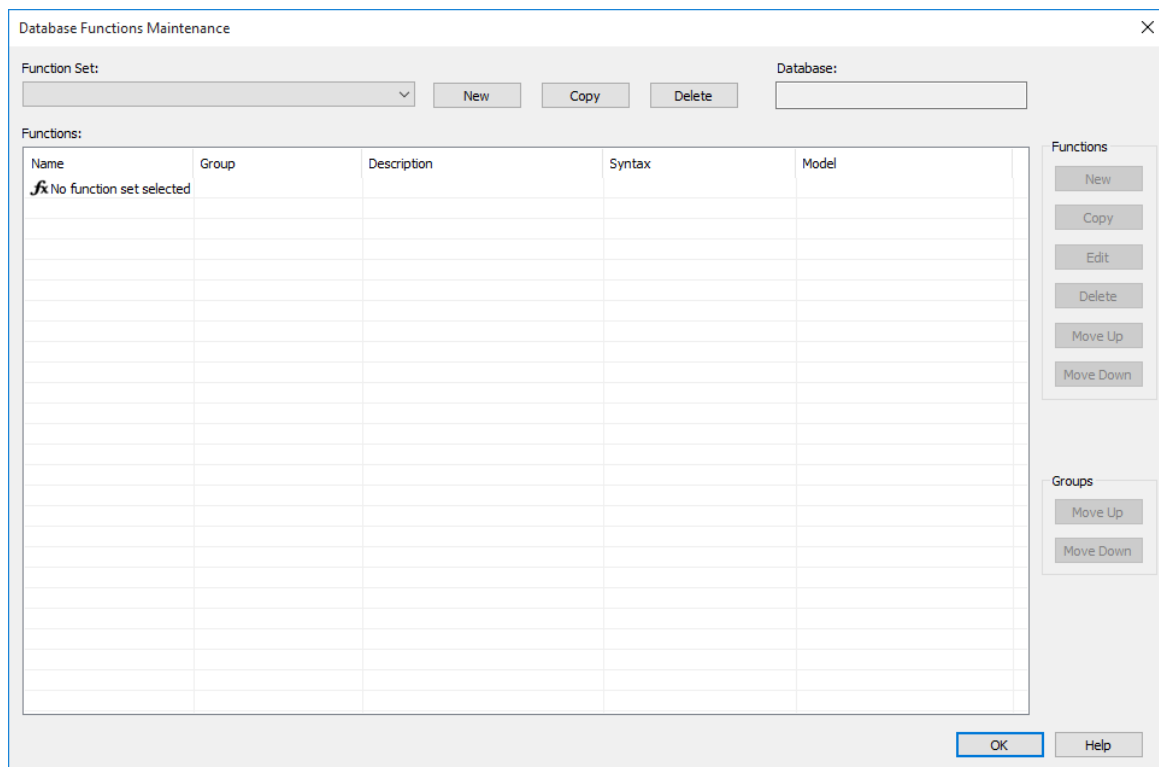 Database Functions Maintenance
Function Set:
Database:
New
Copy
Delete
Functions:
Name
Group
Description
Syntax
Model
fx No function set selected
Functions
New
Copy
Edit
Delete
Move Up
Move Down
Groups
Move Up
Move Down
OK
Help